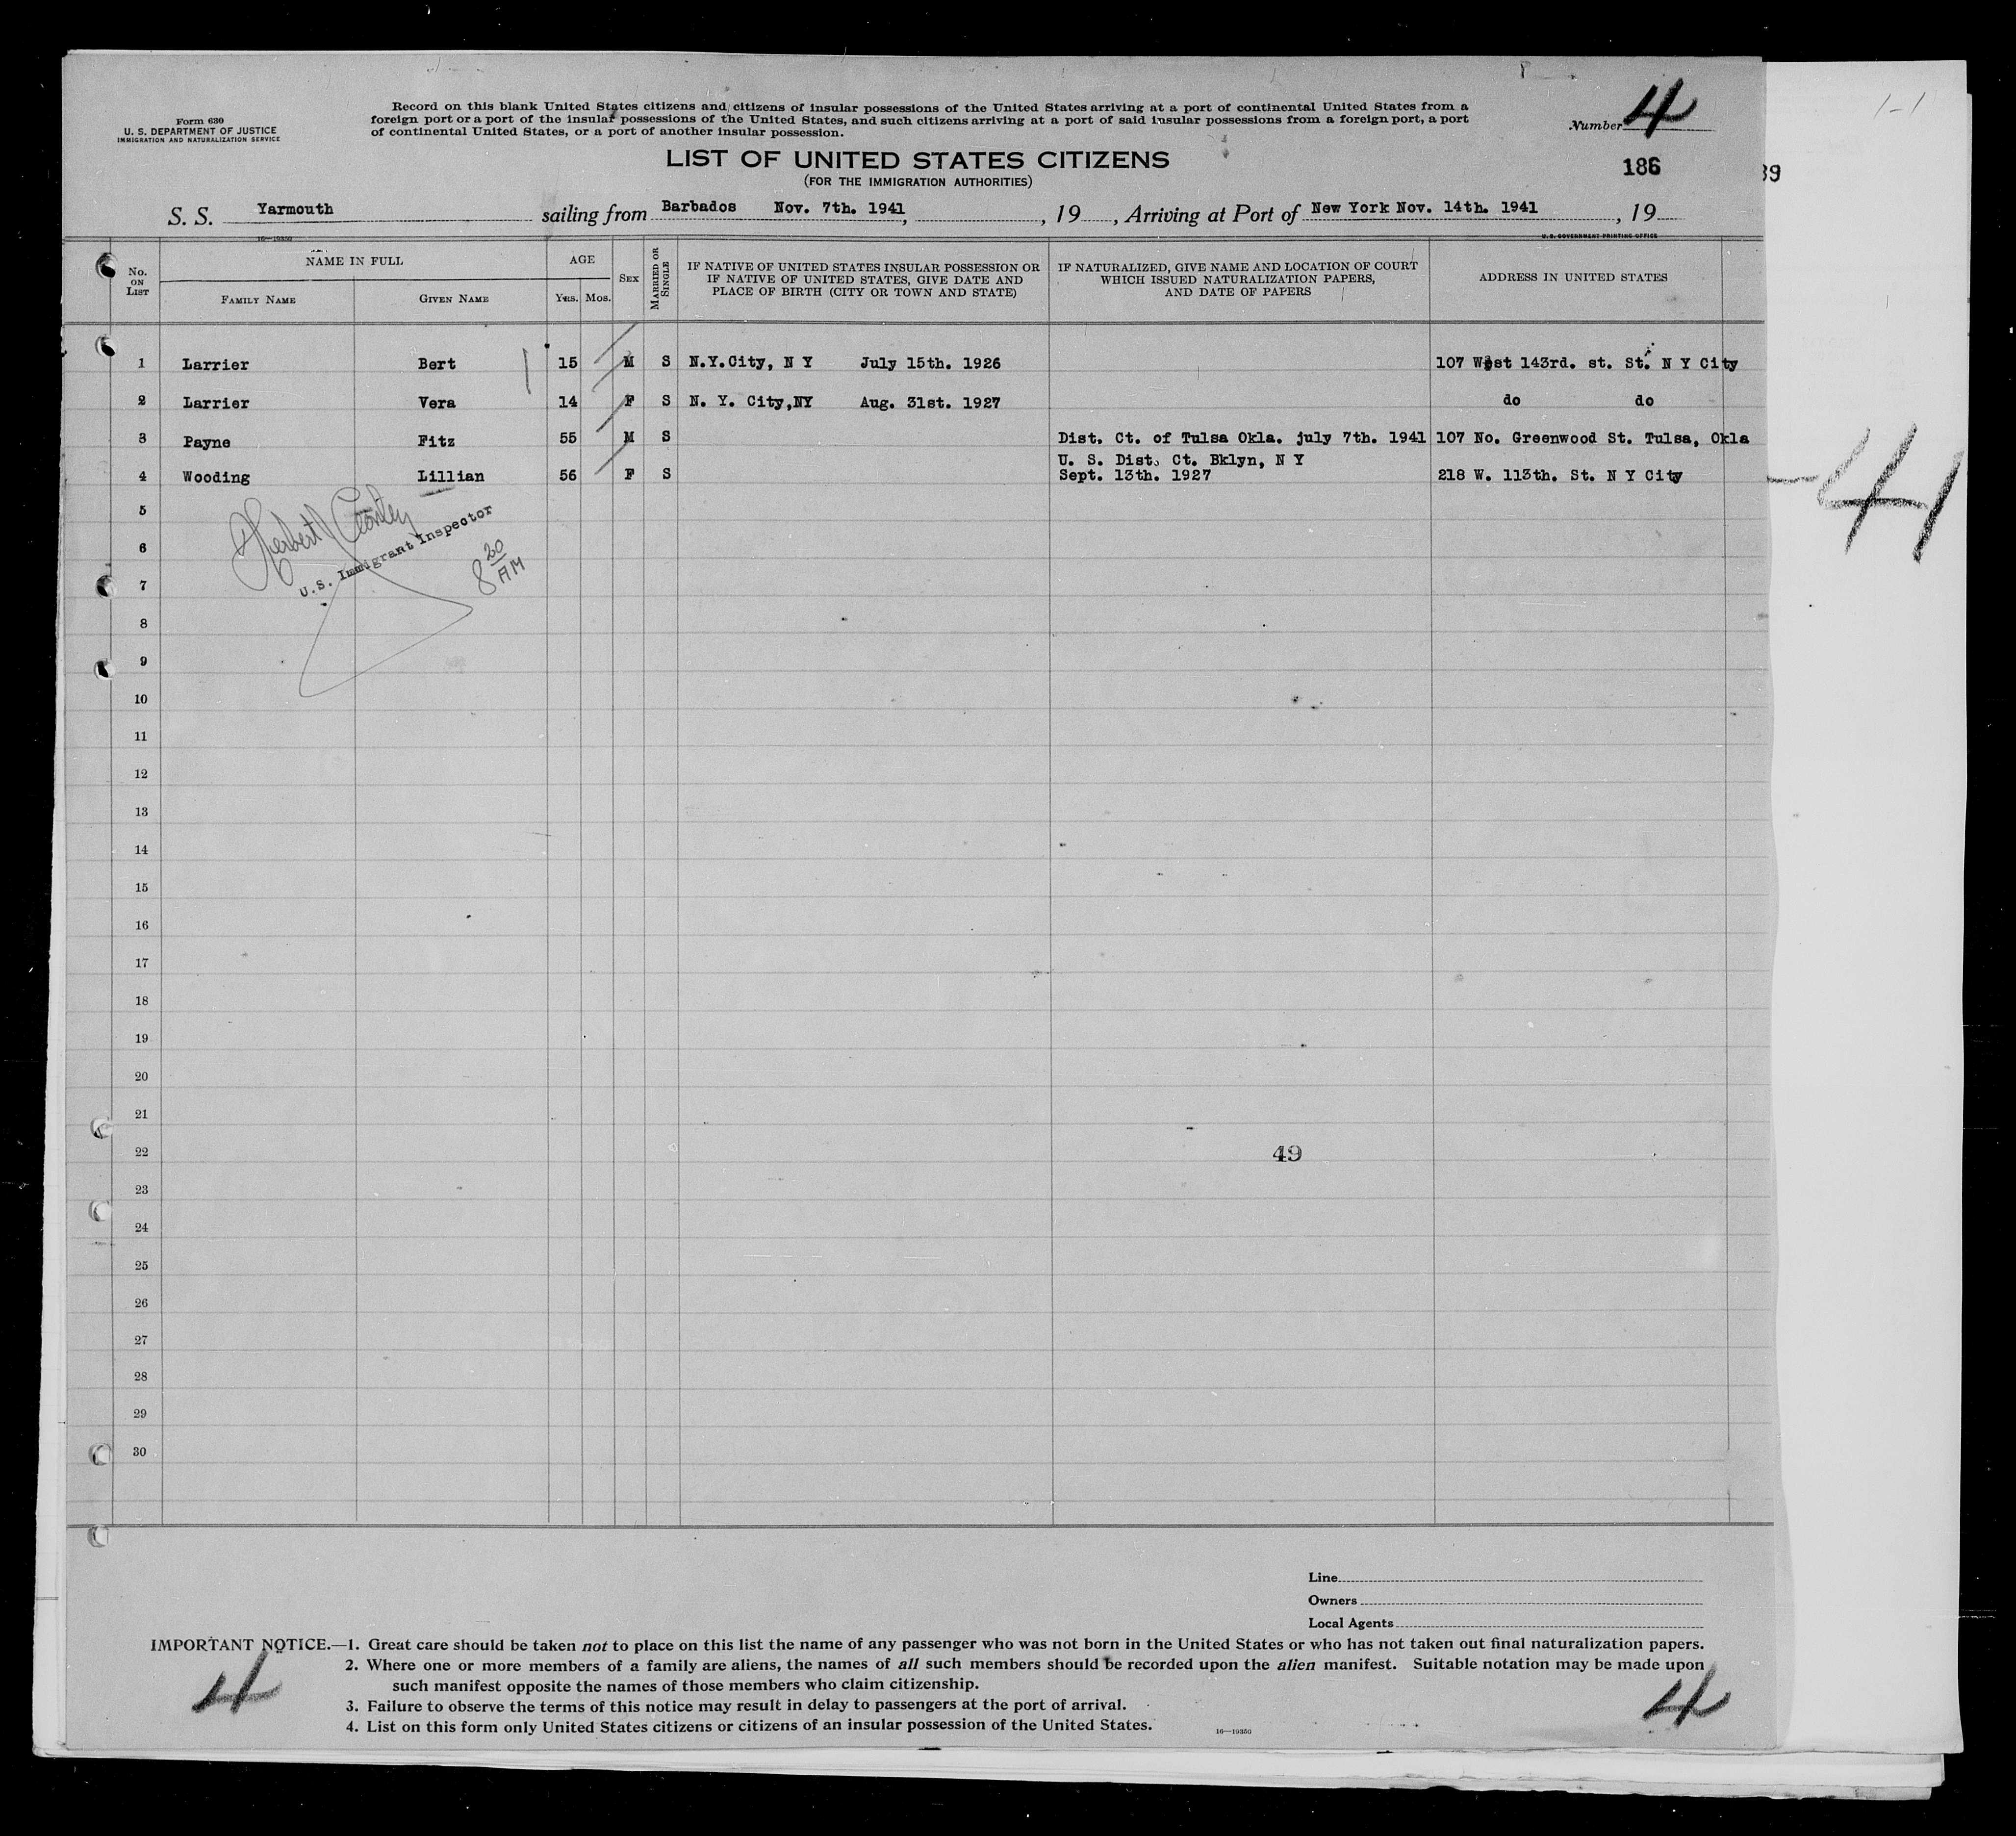 Form 630
U. S. DEPARTMENT OF JUSTICE
IMMIGRATION AND NATURALIZATION SERVICE
Record on this blank United States citizens and citizens of insular possessions of the United States arriving at a port of continental United States from a
foreign port or a port of the insular possessions of the United States, and such citizens arriving at a port of said insular possessions from a foreign port, a port
of continental United States, or a port of another insular possession.
Number 4
LIST OF UNITED STATES CITIZENS
(FOR THE IMMIGRATION AUTHORITIES)
186
39
1-1
S. S. Yarmouth sailing from Barbados Nov. 7th. 1941, , 19 , Arriving at Port of New York Nov. 14th. 1941 , 19
16—19350
U. S. GOVERNMENT PRINTING OFFICE
No. ON LIST
NAME IN FULL
FAMILY NAME
GIVEN NAME
AGE
YRS. MOS.
SEX
MARRIED OR SINGLE
IF NATIVE OF UNITED STATES INSULAR POSSESSION OR
IF NATIVE OF UNITED STATES, GIVE DATE AND
PLACE OF BIRTH (CITY OR TOWN AND STATE)
IF NATURALIZED, GIVE NAME AND LOCATION OF COURT
WHICH ISSUED NATURALIZATION PAPERS,
AND DATE OF PAPERS
ADDRESS IN UNITED STATES
1 Larrier Bert 15 M S N.Y.City, N Y July 15th. 1926 107 West 143rd. st. St. N Y City
2 Larrier Vera 14 F S N. Y. City,NY Aug. 31st. 1927 do do
3 Payne Fitz 55 M S Dist. Ct. of Tulsa Okla. july 7th. 1941 107 No. Greenwood St. Tulsa, Okla
U. S. Dist. Ct. Bklyn, N Y
4 Wooding Lillian 56 F S Sept. 13th. 1927 218 W. 113th. St. N Y City
41
5
Herbert
U.S. Immigrant Inspector
8 20 AM
6
7
8
9
10
11
12
13
14
15
16
17
18
19
20
21
22
49
23
24
25
26
27
28
29
30
Line
Owners
Local Agents
IMPORTANT NOTICE.—1. Great care should be taken not to place on this list the name of any passenger who was not born in the United States or who has not taken out final naturalization papers.
2. Where one or more members of a family are aliens, the names of all such members should be recorded upon the alien manifest. Suitable notation may be made upon
such manifest opposite the names of those members who claim citizenship.
3. Failure to observe the terms of this notice may result in delay to passengers at the port of arrival.
4. List on this form only United States citizens or citizens of an insular possession of the United States.
16—19350
4
4